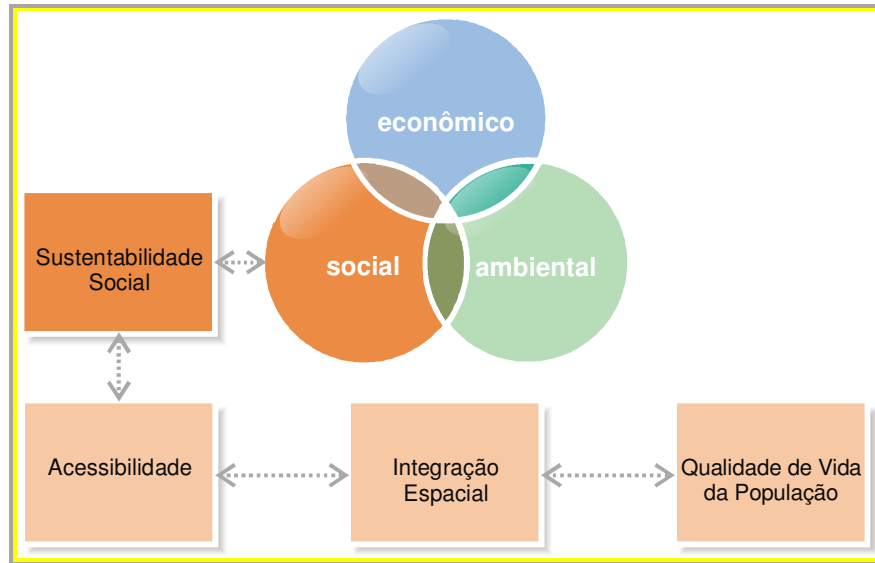 econômico
social
ambiental
Sustentabilidade
Social
Acessibilidade
Integração
Espacial
Qualidade de Vida
da População